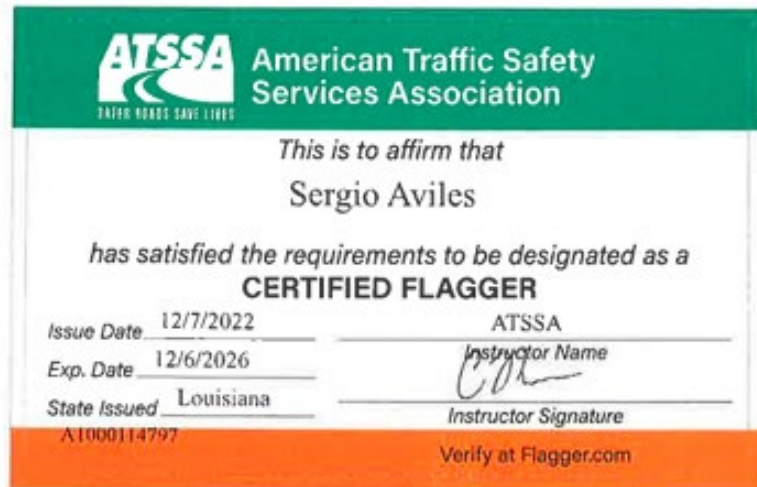 ATSSA
SAFER ROADS SAVE LIVES
American Traffic Safety
Services Association
This is to affirm that
Sergio Aviles
has satisfied the requirements to be designated as a
CERTIFIED FLAGGER
Issue Date 12/7/2022
ATSSA
Instructor Name
Exp. Date 12/6/2026
State Issued Louisiana
Instructor Signature
A1000114797
Verify at Flagger.com